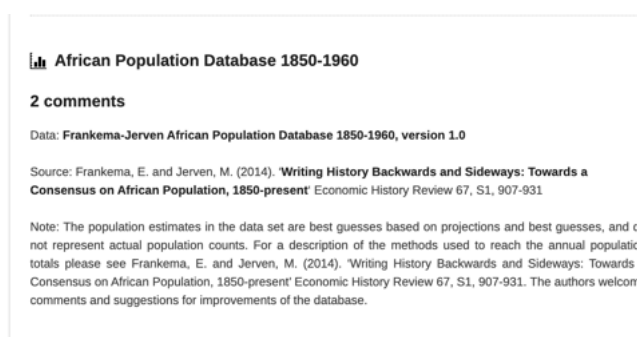 African Population Database 1850-1960
2 comments
Data: Frankema-Jerven African Population Database 1850-1960, version 1.0
Source: Frankema, E. and Jerven, M. (2014). 'Writing History Backwards and Sideways: Towards a
Consensus on African Population, 1850-present' Economic History Review 67, S1, 907-931
Note: The population estimates in the data set are best guesses based on projections and best guesses, and
not represent actual population counts. For a description of the methods used to reach the annual
totals please see Frankema, E. and Jerven, M. (2014). 'Writing History Backwards and Sideways: Towards
Consensus on African Population, 1850-present' Economic History Review 67, S1, 907-931. The authors
comments and suggestions for improvements of the database.